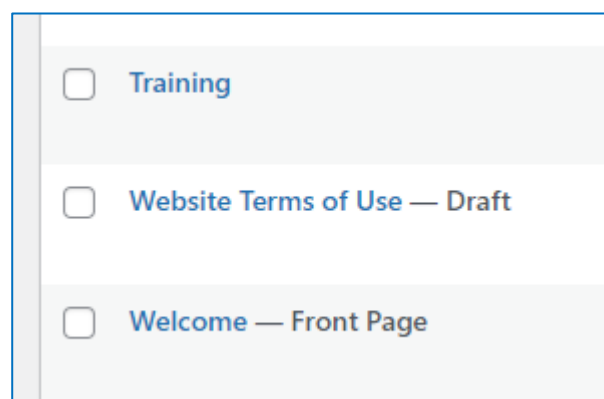 Training
Website Terms of Use — Draft
Welcome — Front Page